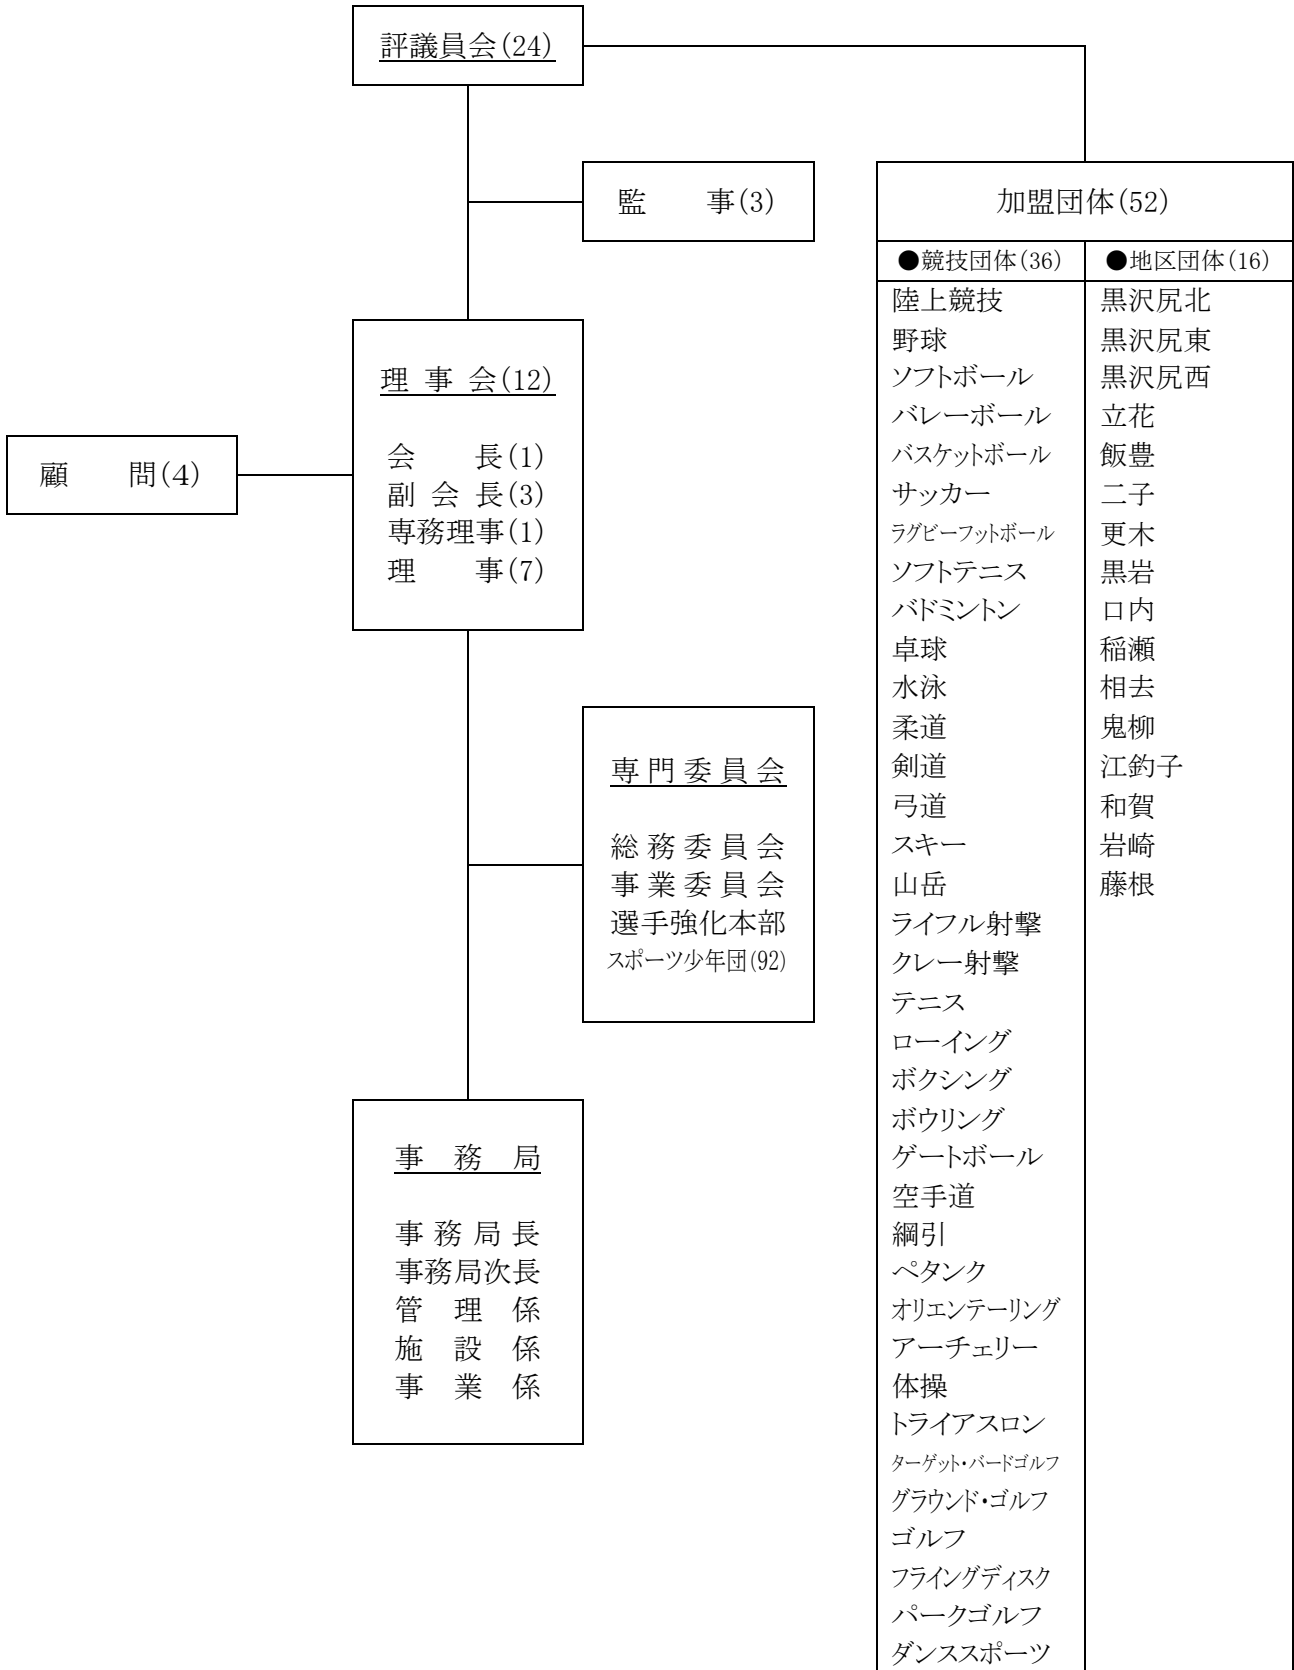 評議員会(24)
監　　事(3)
理 事 会(12)
会　　長(1)
副 会 長(3)
専務理事(1)
理　　事(7)
顧　　問(4)
専 門 委 員 会
総 務 委 員 会
事 業 委 員 会
選手強化本部
スポーツ少年団(92)
事　務　局
事 務 局 長
事務局次長
管　理　係
施　設　係
事　業　係
加盟団体(52)
●競技団体(36)
陸上競技
野球
ソフトボール
バレーボール
バスケットボール
サッカー
ラグビーフットボール
ソフトテニス
バドミントン
卓球
水泳
柔道
剣道
弓道
スキー
山岳
ライフル射撃
クレー射撃
テニス
ローイング
ボクシング
ボウリング
ゲートボール
空手道
綱引
ペタンク
オリエンテーリング
アーチェリー
体操
トライアスロン
ターゲット・バードゴルフ
グラウンド・ゴルフ
ゴルフ
フライングディスク
パークゴルフ
ダンススポーツ
●地区団体(16)
黒沢尻北
黒沢尻東
黒沢尻西
立花
飯豊
二子
更木
黒岩
口内
稲瀬
相去
鬼柳
江釣子
和賀
岩崎
藤根